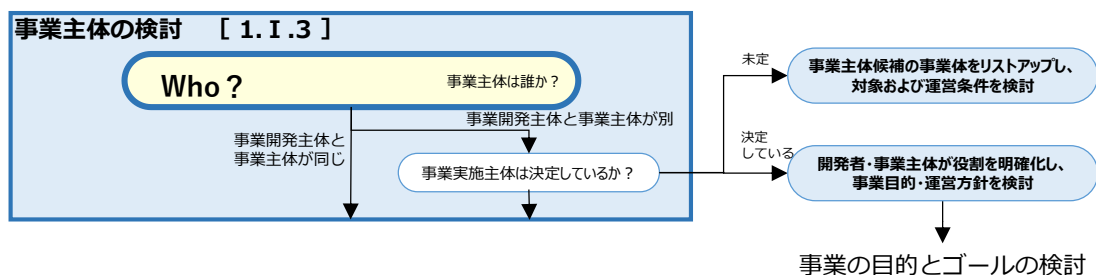 事業主体の検討 [ 1.Ⅰ.3 ]
Who？ 事業主体は誰か？
事業開発主体と
事業主体が同じ
事業開発主体と事業主体が別
事業実施主体は決定しているか？
未定
事業主体候補の事業体をリストアップし、
対象および運営条件を検討
決定
している
開発者・事業主体が役割を明確化し、
事業目的・運営方針を検討
事業の目的とゴールの検討